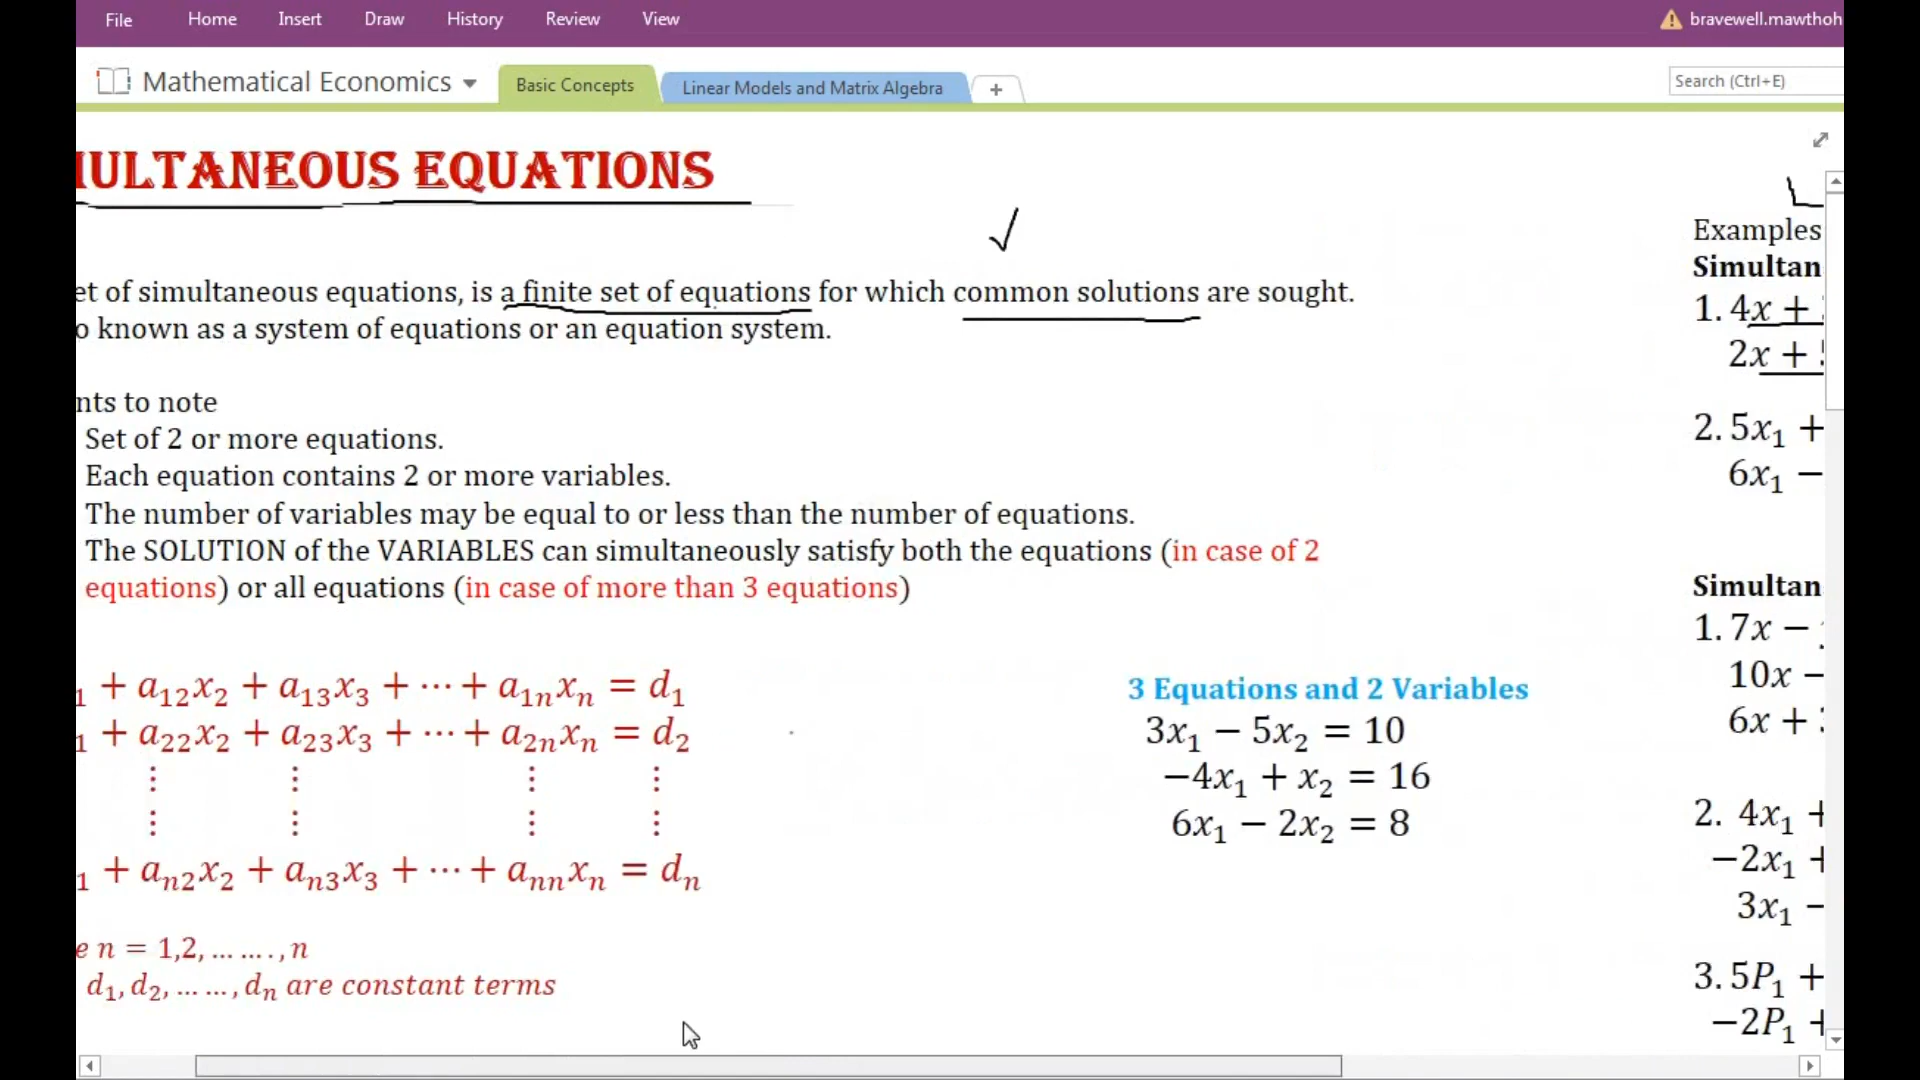 File Home Insert Draw History Review View bravewell.mawthoh
Mathematical Economics Basic Concepts Linear Models and Matrix Algebra + Search (Ctrl+E)
MULTANEOUS EQUATIONS
Examples
et of simultaneous equations, is a finite set of equations for which common solutions are sought.
o known as a system of equations or an equation system.
nts to note
Set of 2 or more equations.
Each equation contains 2 or more variables.
The number of variables may be equal to or less than the number of equations.
The SOLUTION of the VARIABLES can simultaneously satisfy both the equations (in case of 2
equations) or all equations (in case of more than 3 equations)
₁ + a₁₂x₂ + a₁₃x₃ + ⋯ + a₁ₙxₙ = d₁
₁ + a₂₂x₂ + a₂₃x₃ + ⋯ + a₂ₙxₙ = d₂
⋮ ⋮ ⋮ ⋮
⋮ ⋮ ⋮ ⋮
₁ + aₙ₂x₂ + aₙ₃x₃ + ⋯ + aₙₙxₙ = dₙ
e n = 1,2, … … . , n
d₁, d₂, … … , dₙ are constant terms
3 Equations and 2 Variables
3x₁ − 5x₂ = 10
−4x₁ + x₂ = 16
6x₁ − 2x₂ = 8
Simultan
1. 4x +
2x +
2. 5x₁ +
6x₁ −
Simultan
1. 7x −
10x −
6x +
2. 4x₁ +
−2x₁ +
3x₁ −
3. 5P₁ +
−2P₁ +